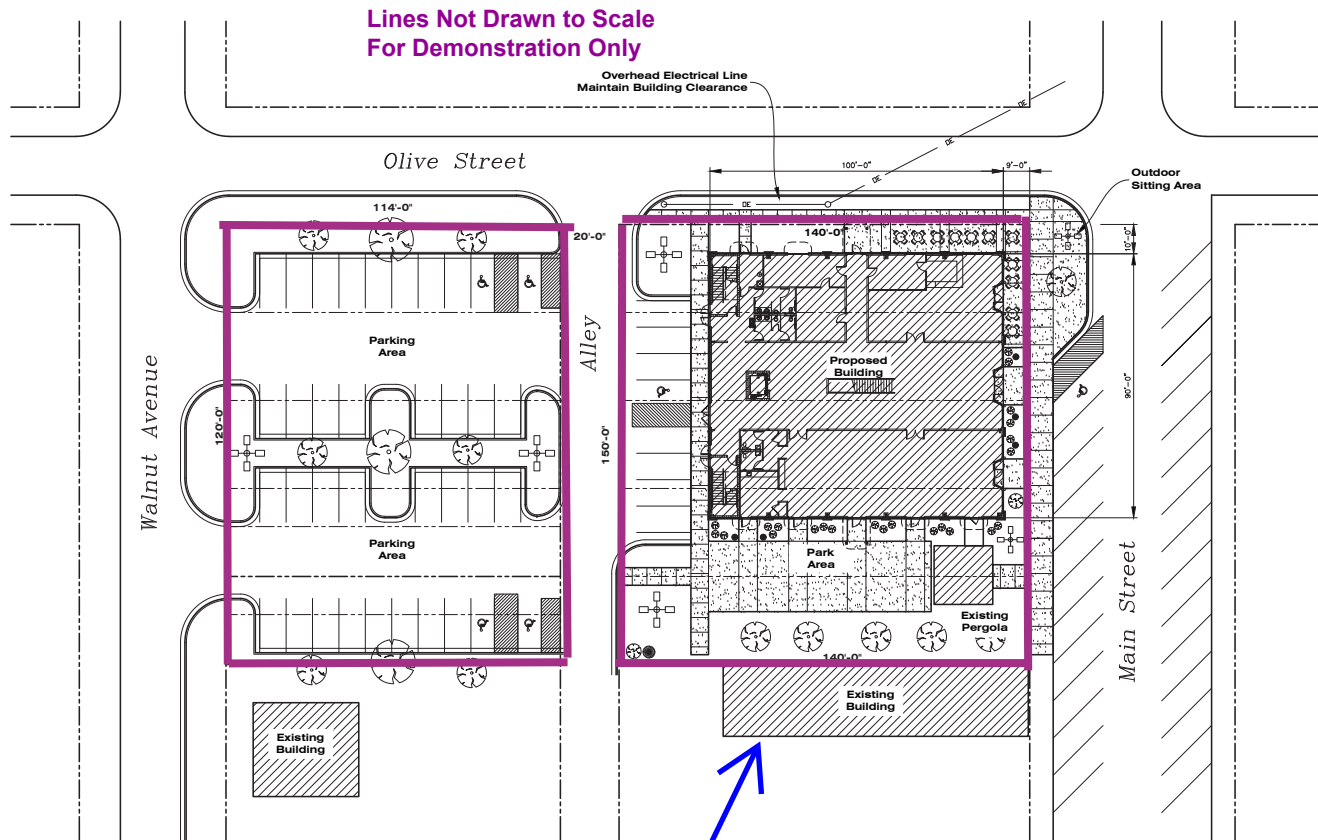 Lines Not Drawn to Scale
For Demonstration Only
Overhead Electrical Line
Maintain Building Clearance
OE
Olive Street
100'-0"
9'-0"
OE
Outdoor
Sitting Area
114'-0"
OE
20'-0"
140'-0"
10'-0"
Parking
Area
Alley
Walnut Avenue
Proposed
Building
90'-0"
120'-0"
150'-0"
Parking
Area
Park
Area
Main Street
Existing
Pergola
140'-0"
Existing
Building
Existing
Building